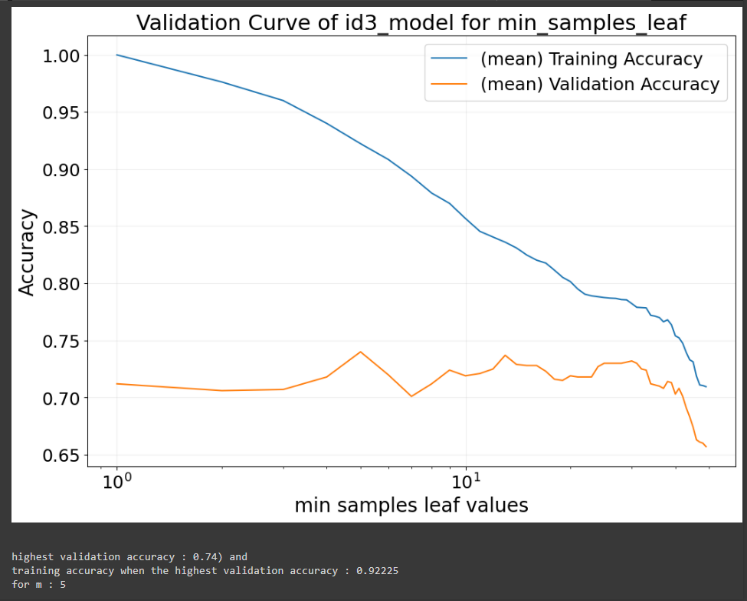 Validation Curve of id3_model for min_samples_leaf
(mean) Training Accuracy
(mean) Validation Accuracy
Accuracy
1.00
0.95
0.90
0.85
0.80
0.75
0.70
0.65
10⁰ 10¹
min samples leaf values
highest validation accuracy : 0.74) and
training accuracy when the highest validation accuracy : 0.92225
for m : 5